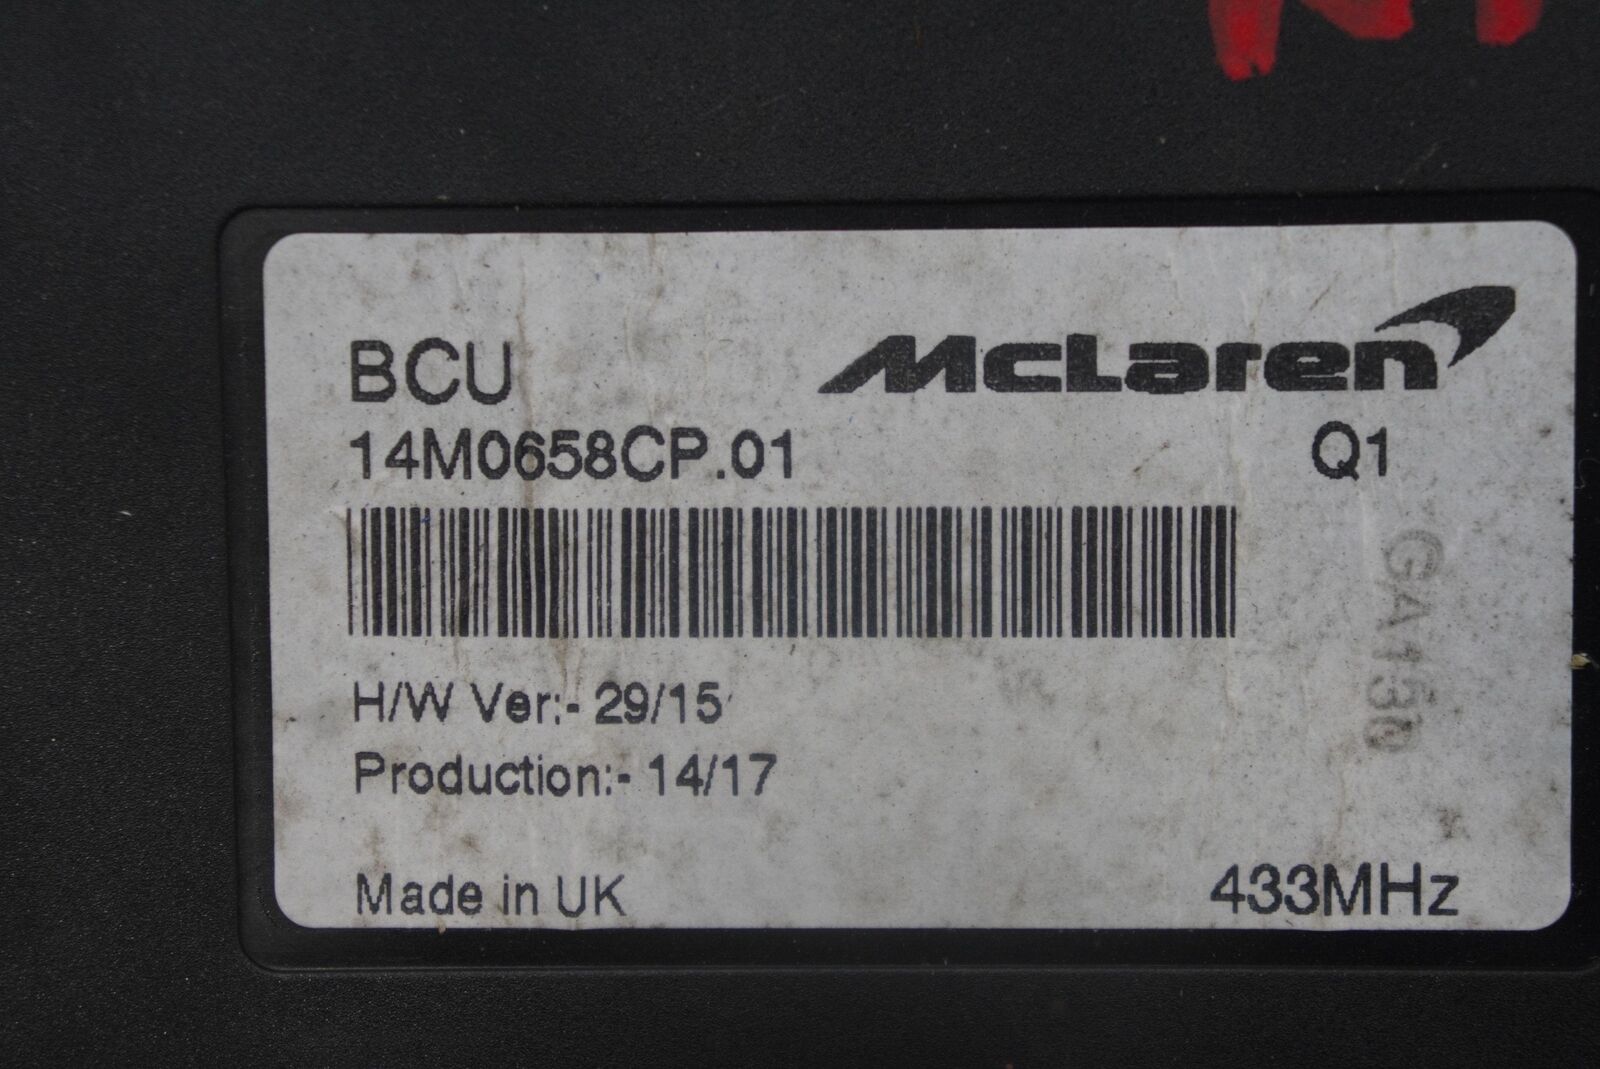 BCU
McLaren
14M0658CP.01
Q1
H/W Ver:- 29/15
Production:- 14/17
Made in UK
433MHz